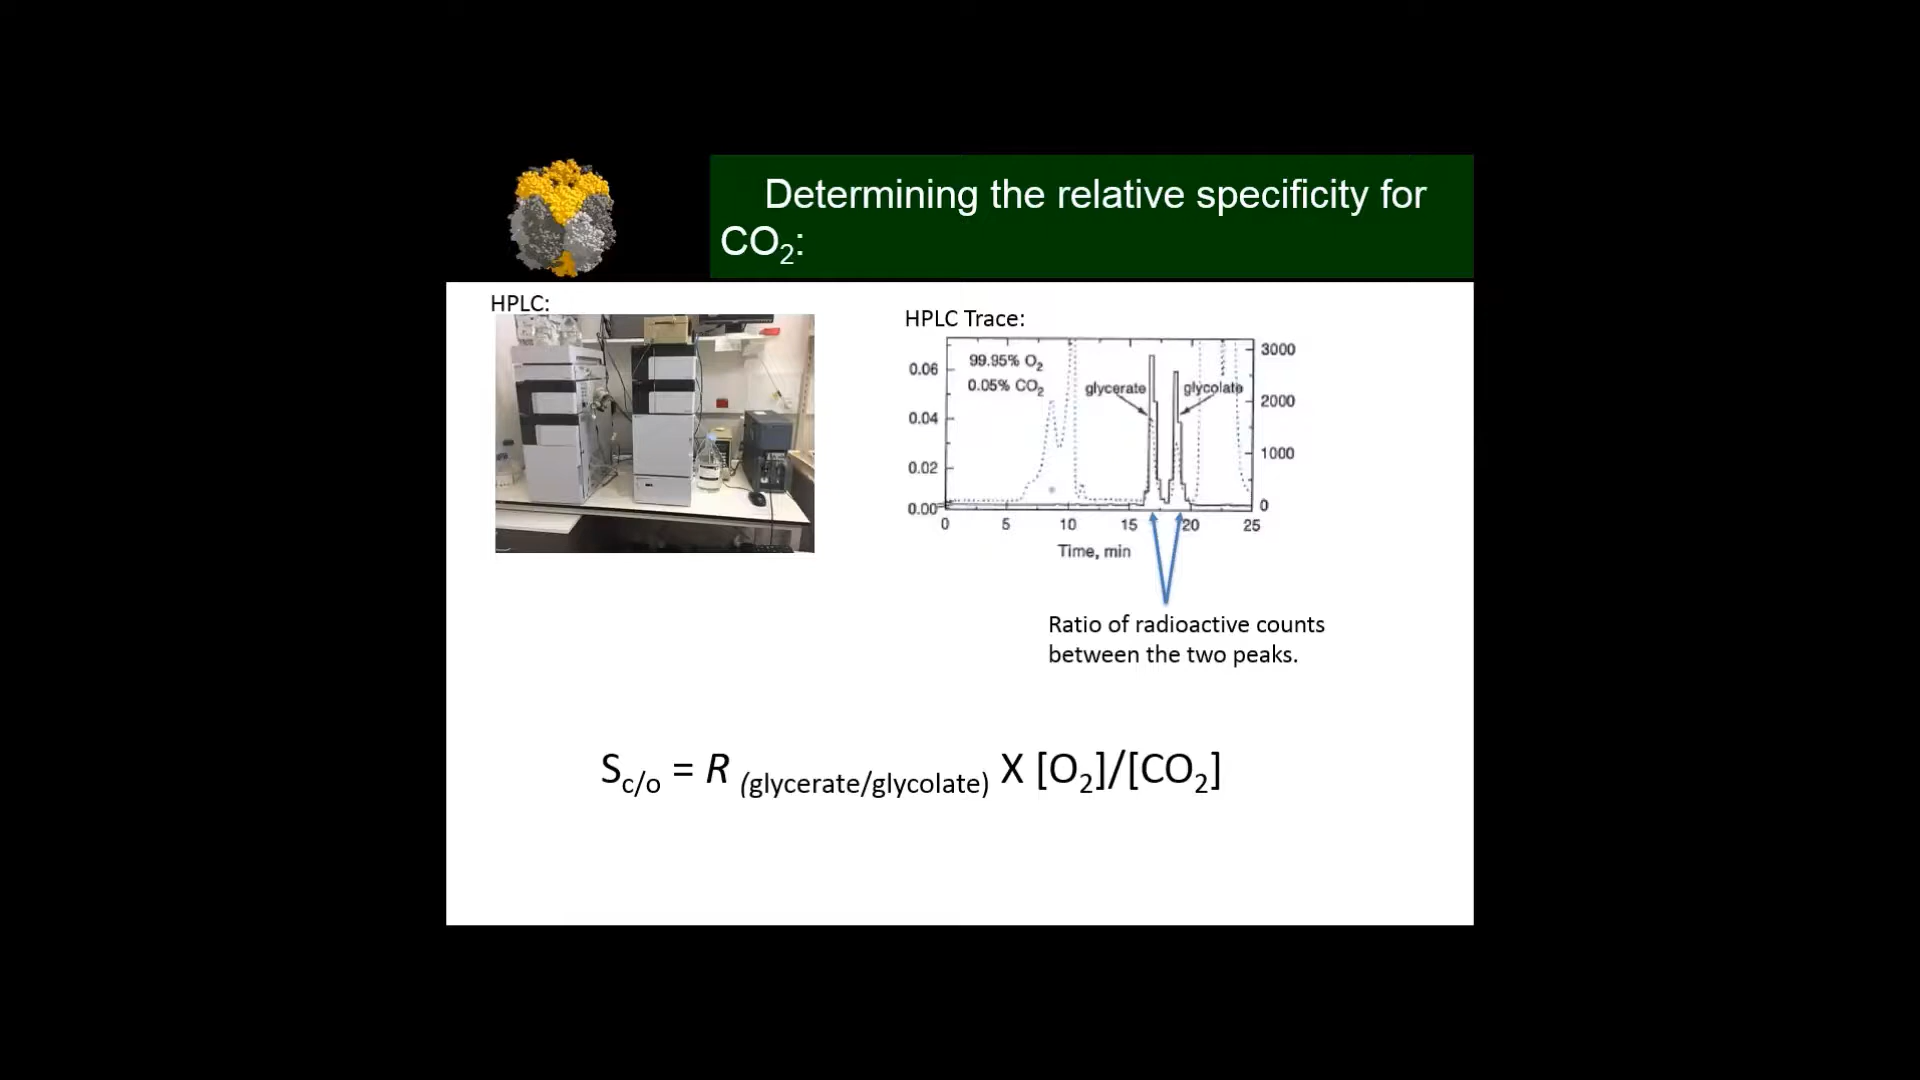 Determining the relative specificity for
CO₂:
HPLC:
HPLC Trace:
99.95% O₂
0.05% CO₂
glycerate
glycolate
0.06
0.04
0.02
0.00
3000
2000
1000
0
0 5 10 15 20 25
Time, min
Ratio of radioactive counts
between the two peaks.
S_c/o = R (glycerate/glycolate) X [O₂]/[CO₂]